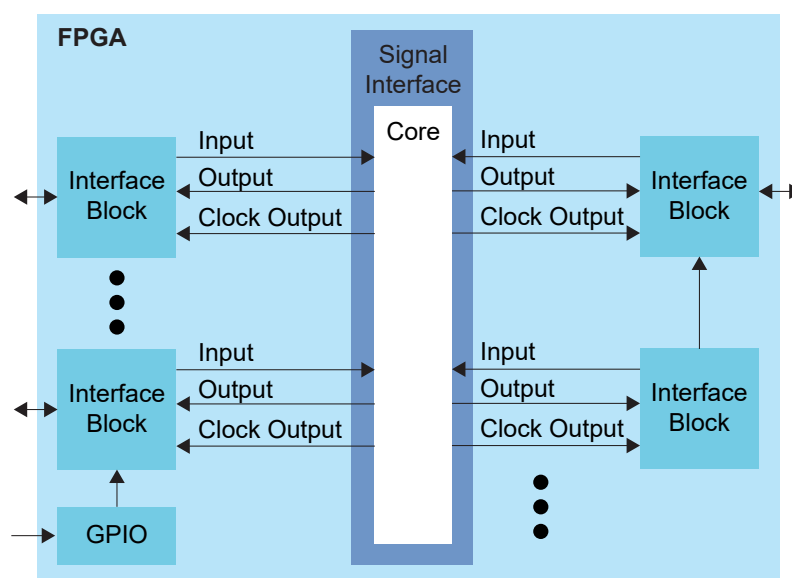 FPGA
Signal
Interface
Core
Interface
Block
Input
Output
Clock Output
Input
Output
Clock Output
Interface
Block
Interface
Block
Input
Output
Clock Output
Input
Output
Clock Output
Interface
Block
GPIO